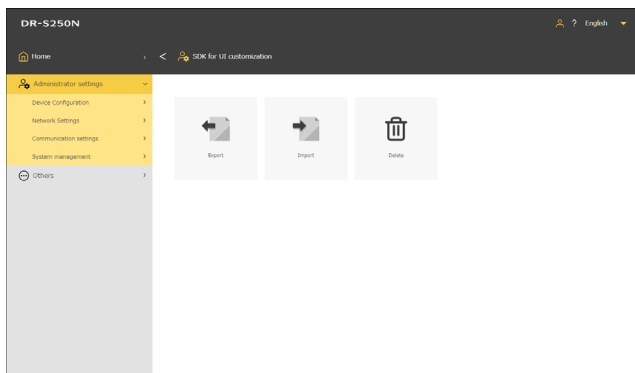 DR-S250N
? English
Home
SDK for UI customization
Administrator settings
Device Configuration
Network Settings
Communication settings
System management
Others
Export
Import
Delete